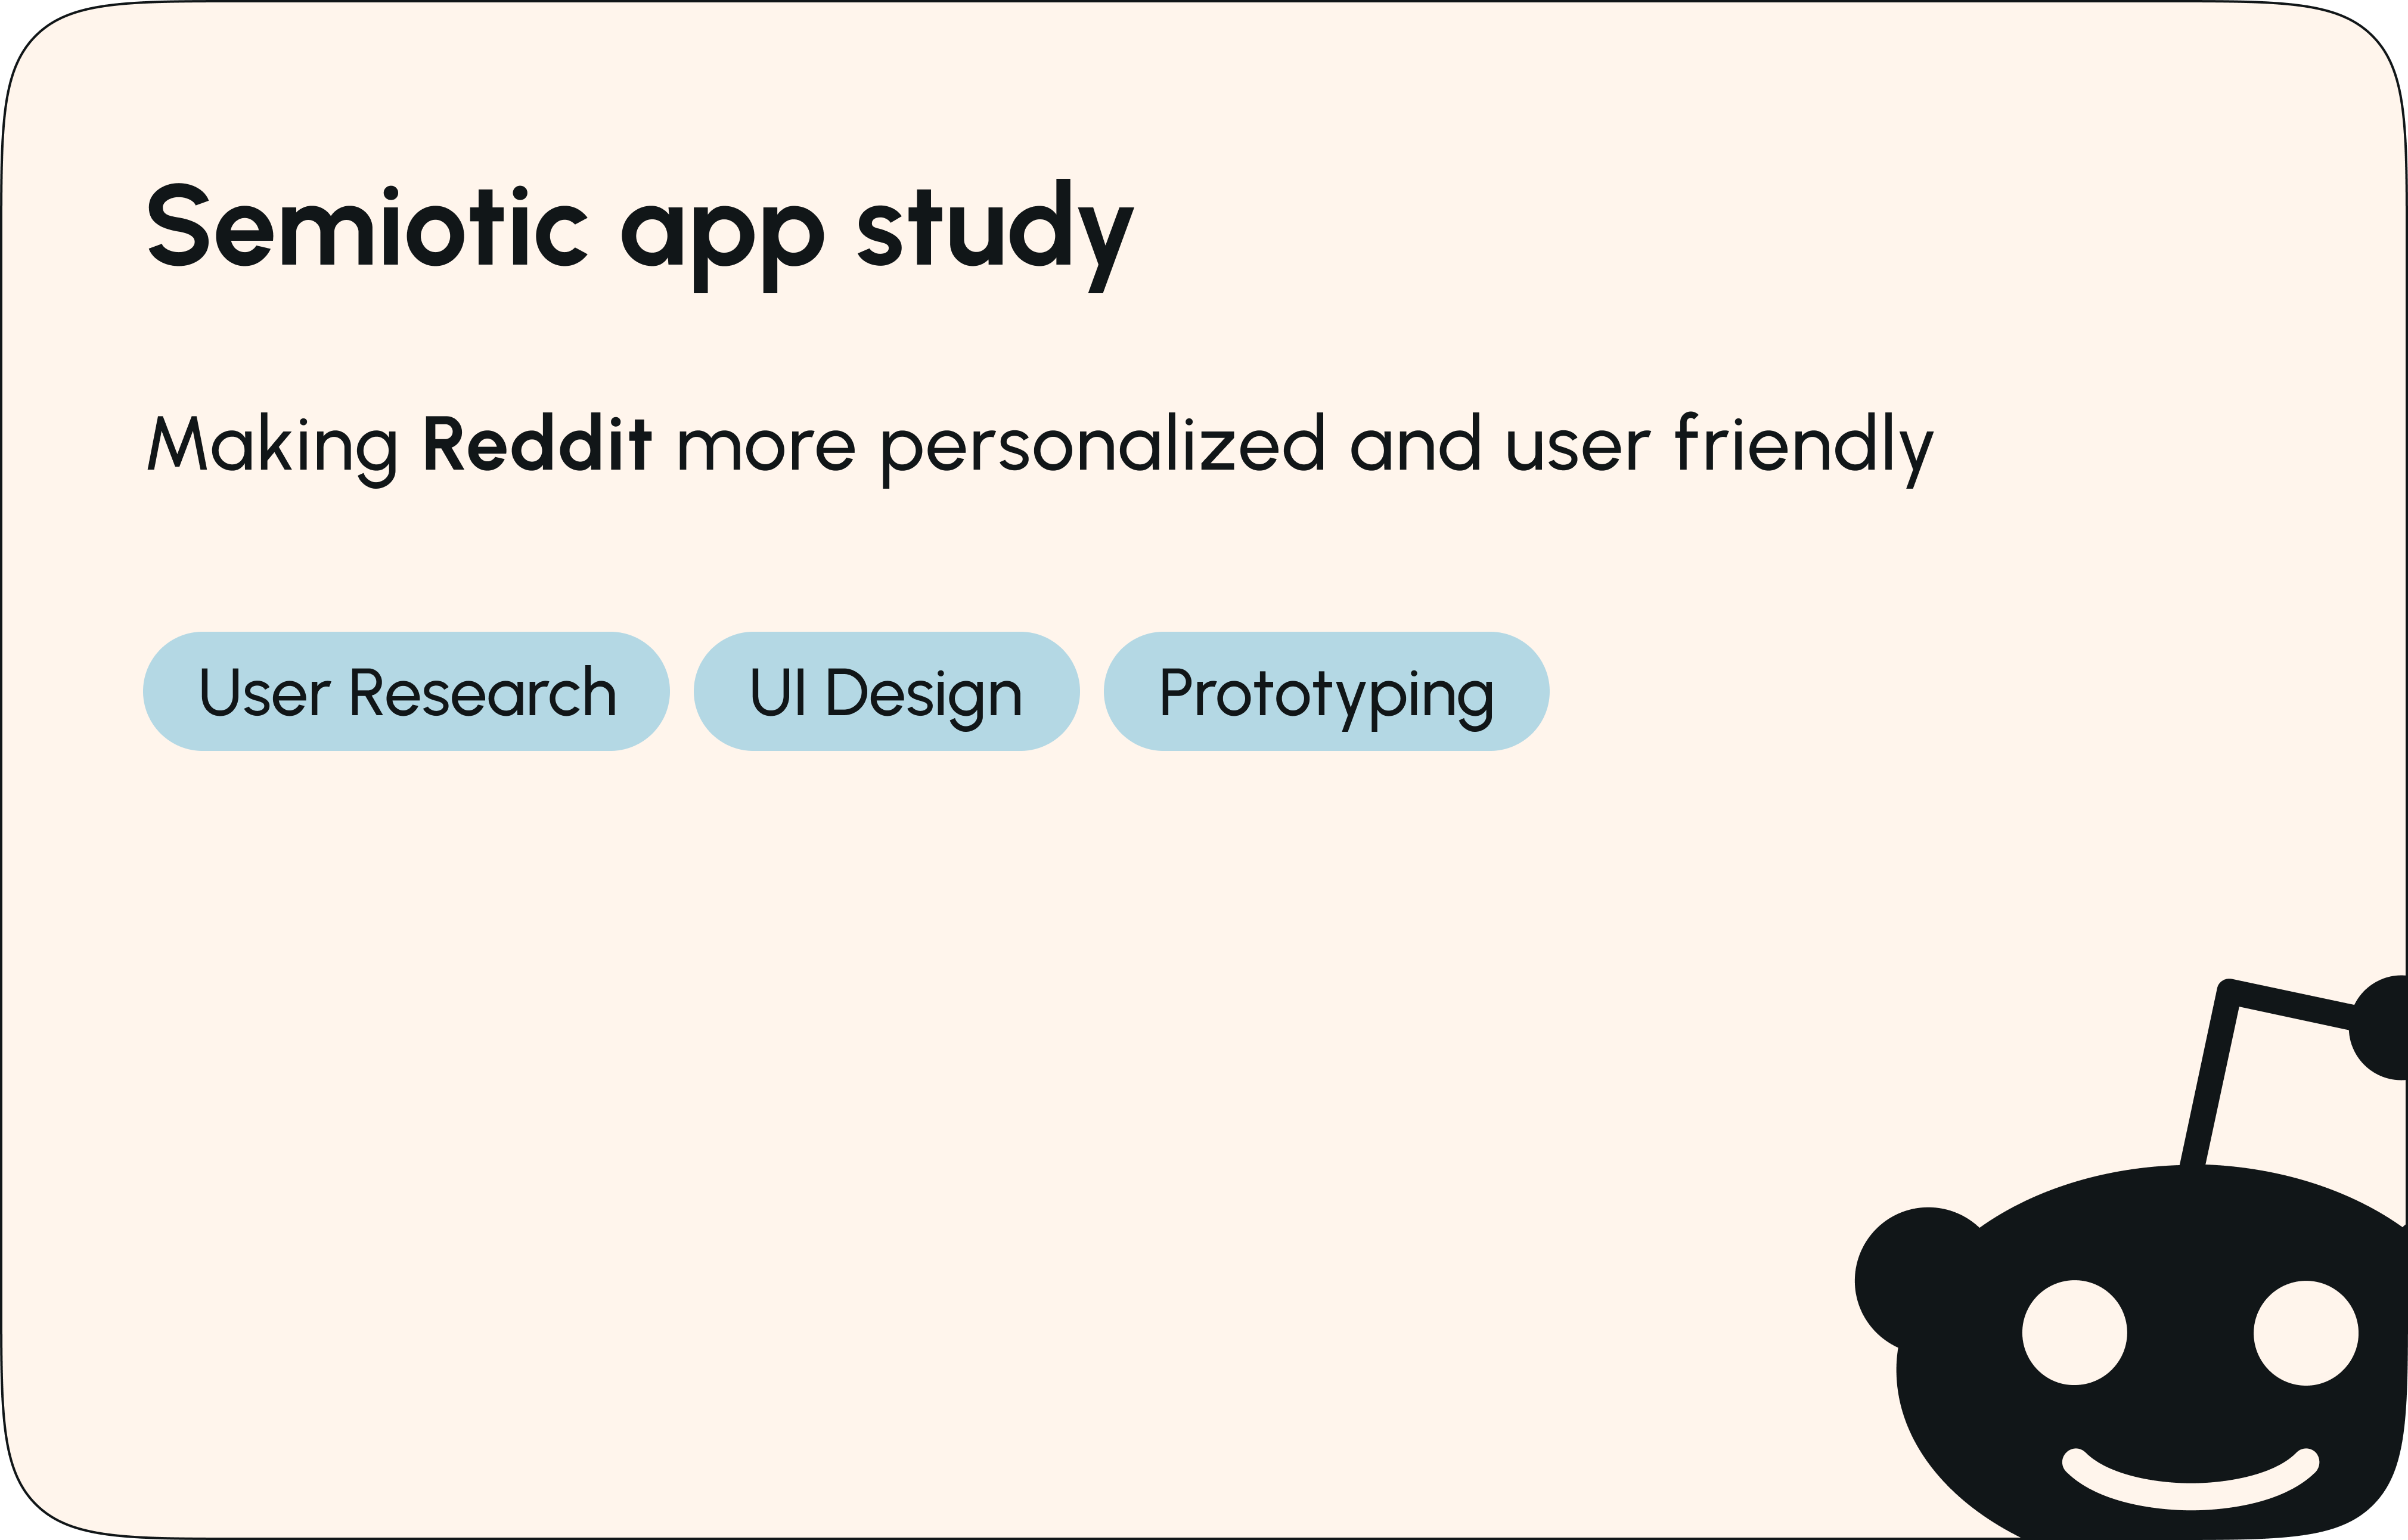 Semiotic app study
Making Reddit more personalized and user friendly
User Research UI Design Prototyping